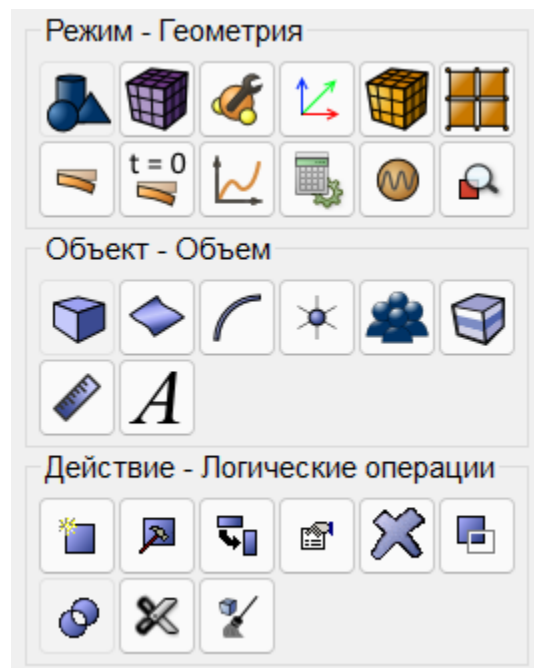 Режим - Геометрия
t = 0
Объект - Объем
A
Действие - Логические операции